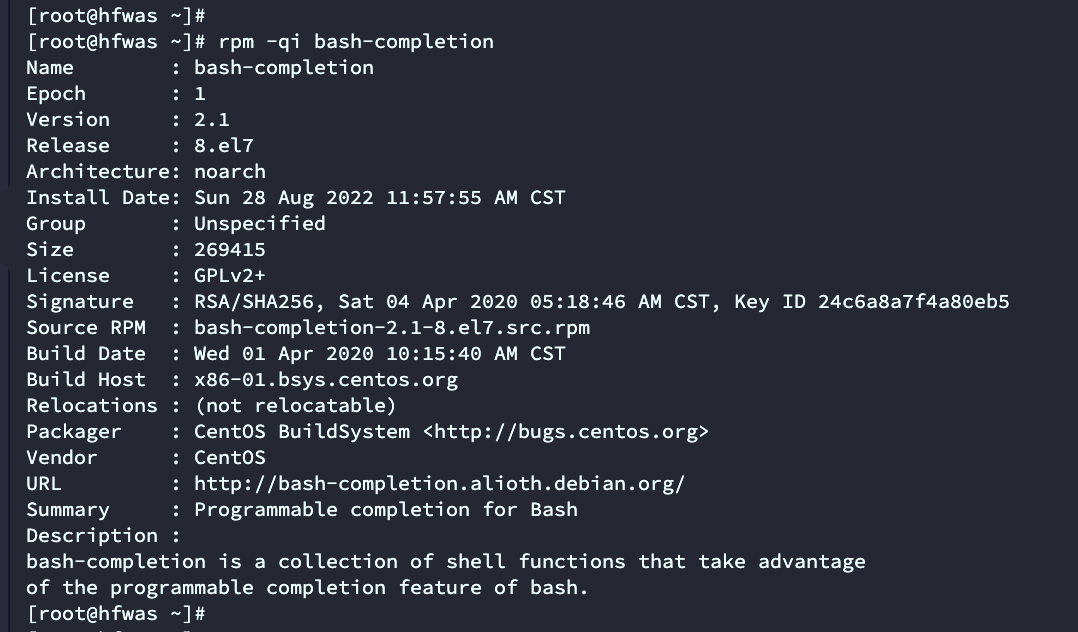 [root@hfwas ~]#
[root@hfwas ~]# rpm -qi bash-completion
Name        : bash-completion
Epoch       : 1
Version     : 2.1
Release     : 8.el7
Architecture: noarch
Install Date: Sun 28 Aug 2022 11:57:55 AM CST
Group       : Unspecified
Size        : 269415
License     : GPLv2+
Signature   : RSA/SHA256, Sat 04 Apr 2020 05:18:46 AM CST, Key ID 24c6a8a7f4a80eb5
Source RPM  : bash-completion-2.1-8.el7.src.rpm
Build Date  : Wed 01 Apr 2020 10:15:40 AM CST
Build Host  : x86-01.bsys.centos.org
Relocations : (not relocatable)
Packager    : CentOS BuildSystem <http://bugs.centos.org>
Vendor      : CentOS
URL         : http://bash-completion.alioth.debian.org/
Summary     : Programmable completion for Bash
Description :
bash-completion is a collection of shell functions that take advantage
of the programmable completion feature of bash.
[root@hfwas ~]#